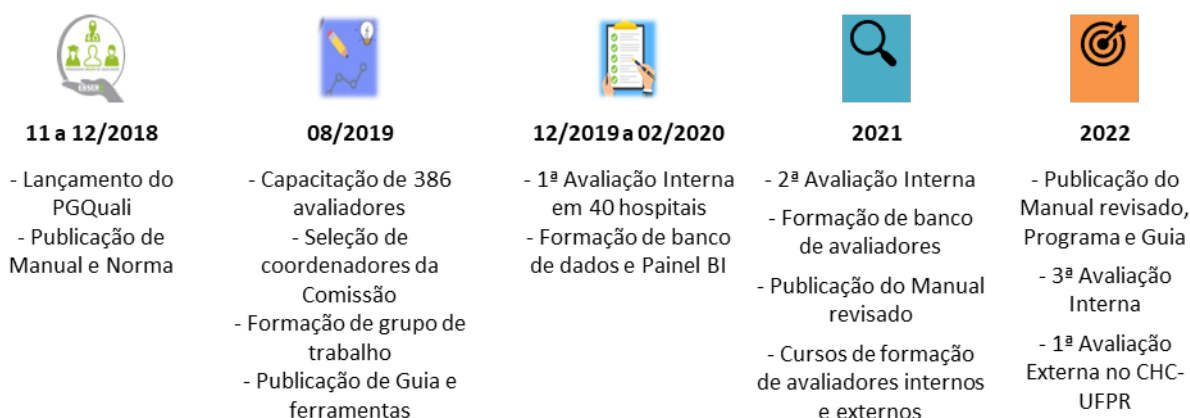 EBSERH
11 a 12/2018
- Lançamento do
PGQuali
- Publicação de
Manual e Norma
08/2019
- Capacitação de 386
avaliadores
- Seleção de
coordenadores da
Comissão
- Formação de grupo de
trabalho
- Publicação de Guia e
ferramentas
12/2019 a 02/2020
- 1ª Avaliação Interna
em 40 hospitais
- Formação de banco
de dados e Painel BI
2021
- 2ª Avaliação Interna
- Formação de banco
de avaliadores
- Publicação do Manual
revisado
- Cursos de formação
de avaliadores internos
e externos
2022
- Publicação do
Manual revisado,
Programa e Guia
- 3ª Avaliação
Interna
- 1ª Avaliação
Externa no CHC-
UFPR